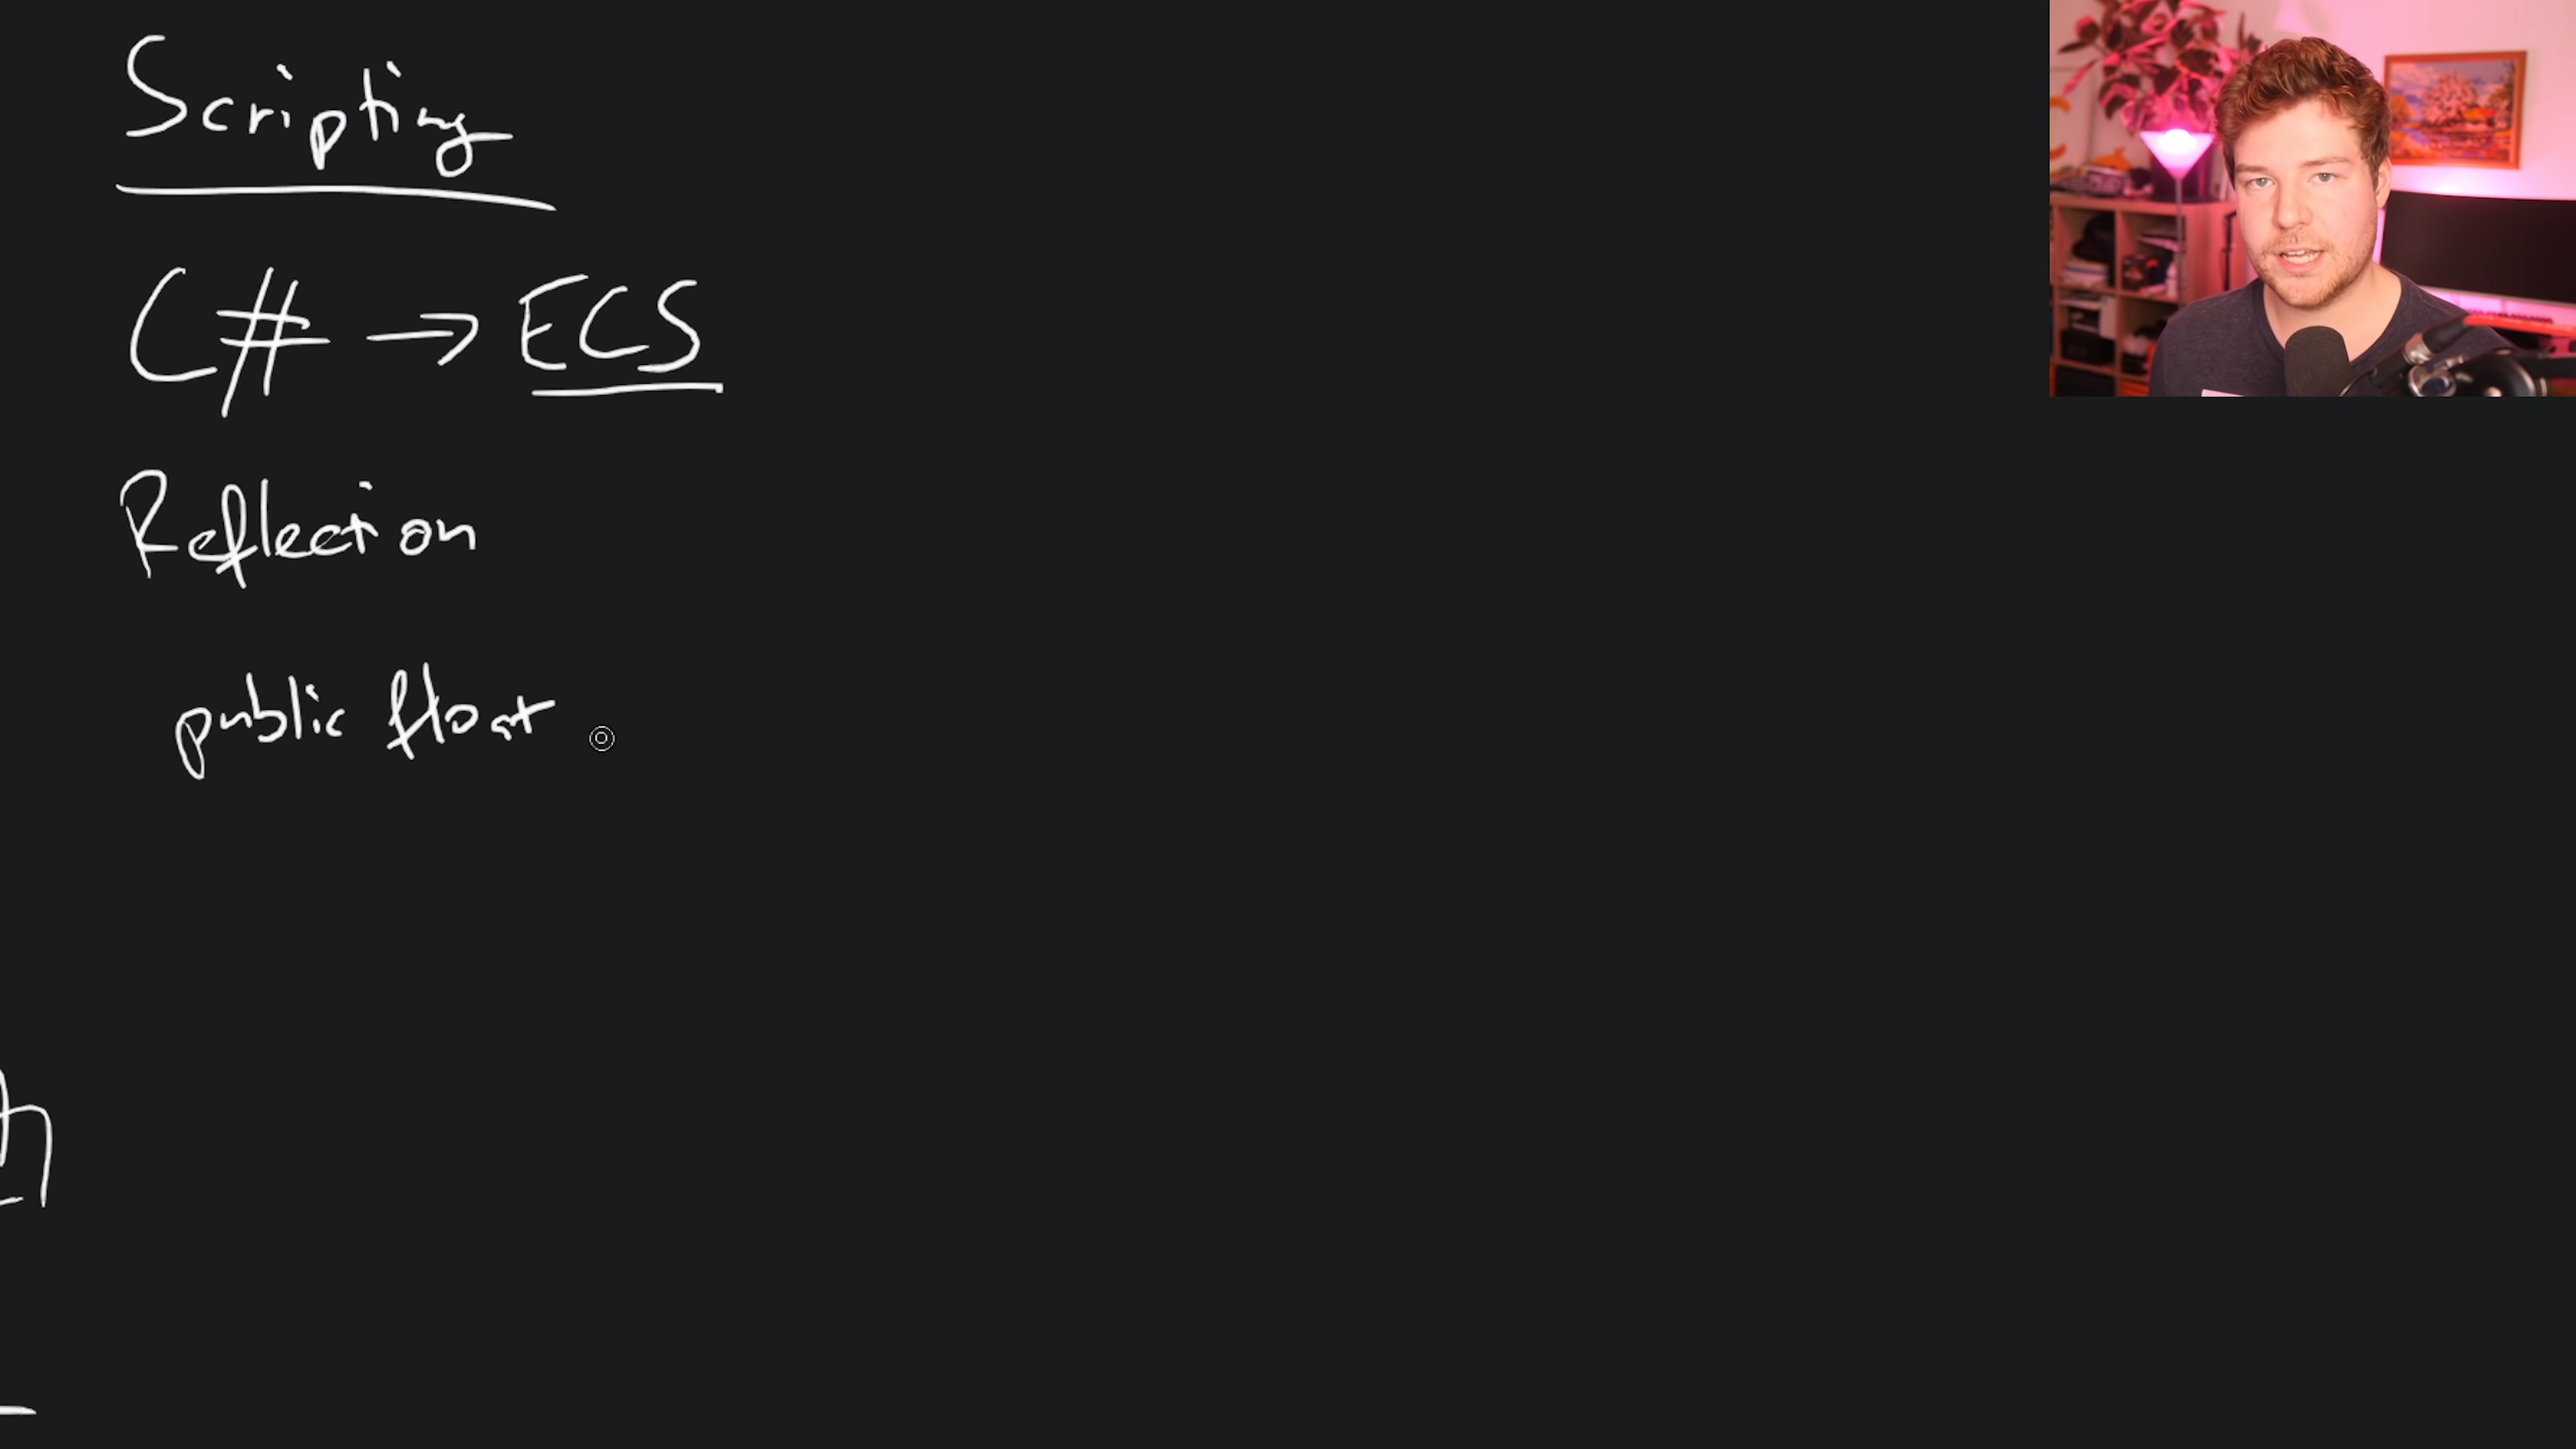 Scripting
C# → ECS
Reflection
public float